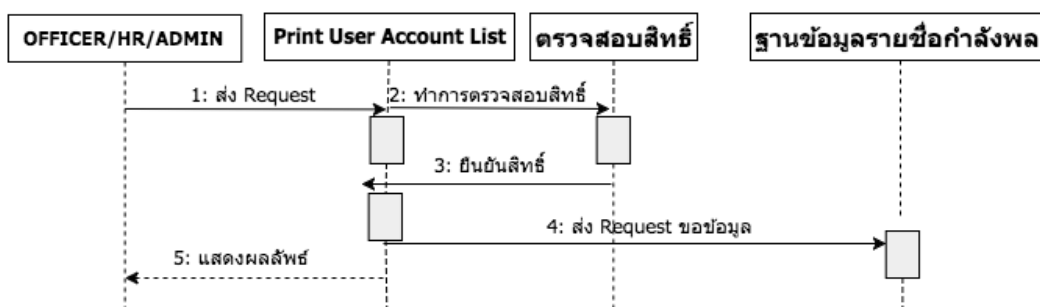 OFFICER/HR/ADMIN
Print User Account List
ตรวจสอบสิทธิ์
ฐานข้อมูลรายชื่อกำลังพล
1: ส่ง Request
2: ทำการตรวจสอบสิทธิ์
3: ยืนยันสิทธิ์
4: ส่ง Request ขอข้อมูล
5: แสดงผลลัพธ์